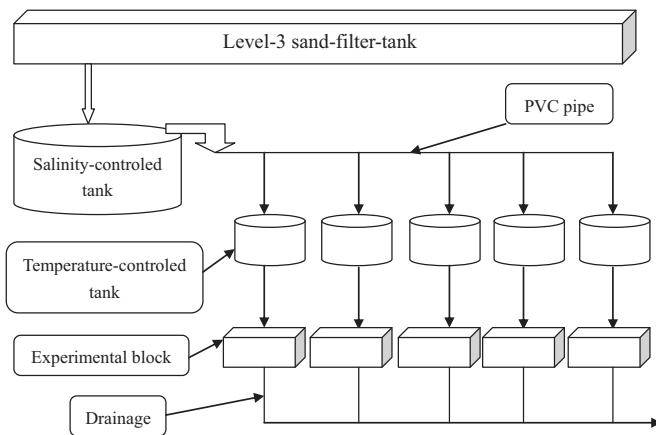 Level-3 sand-filter-tank
PVC pipe
Salinity-controled
tank
Temperature-controled
tank
Experimental block
Drainage